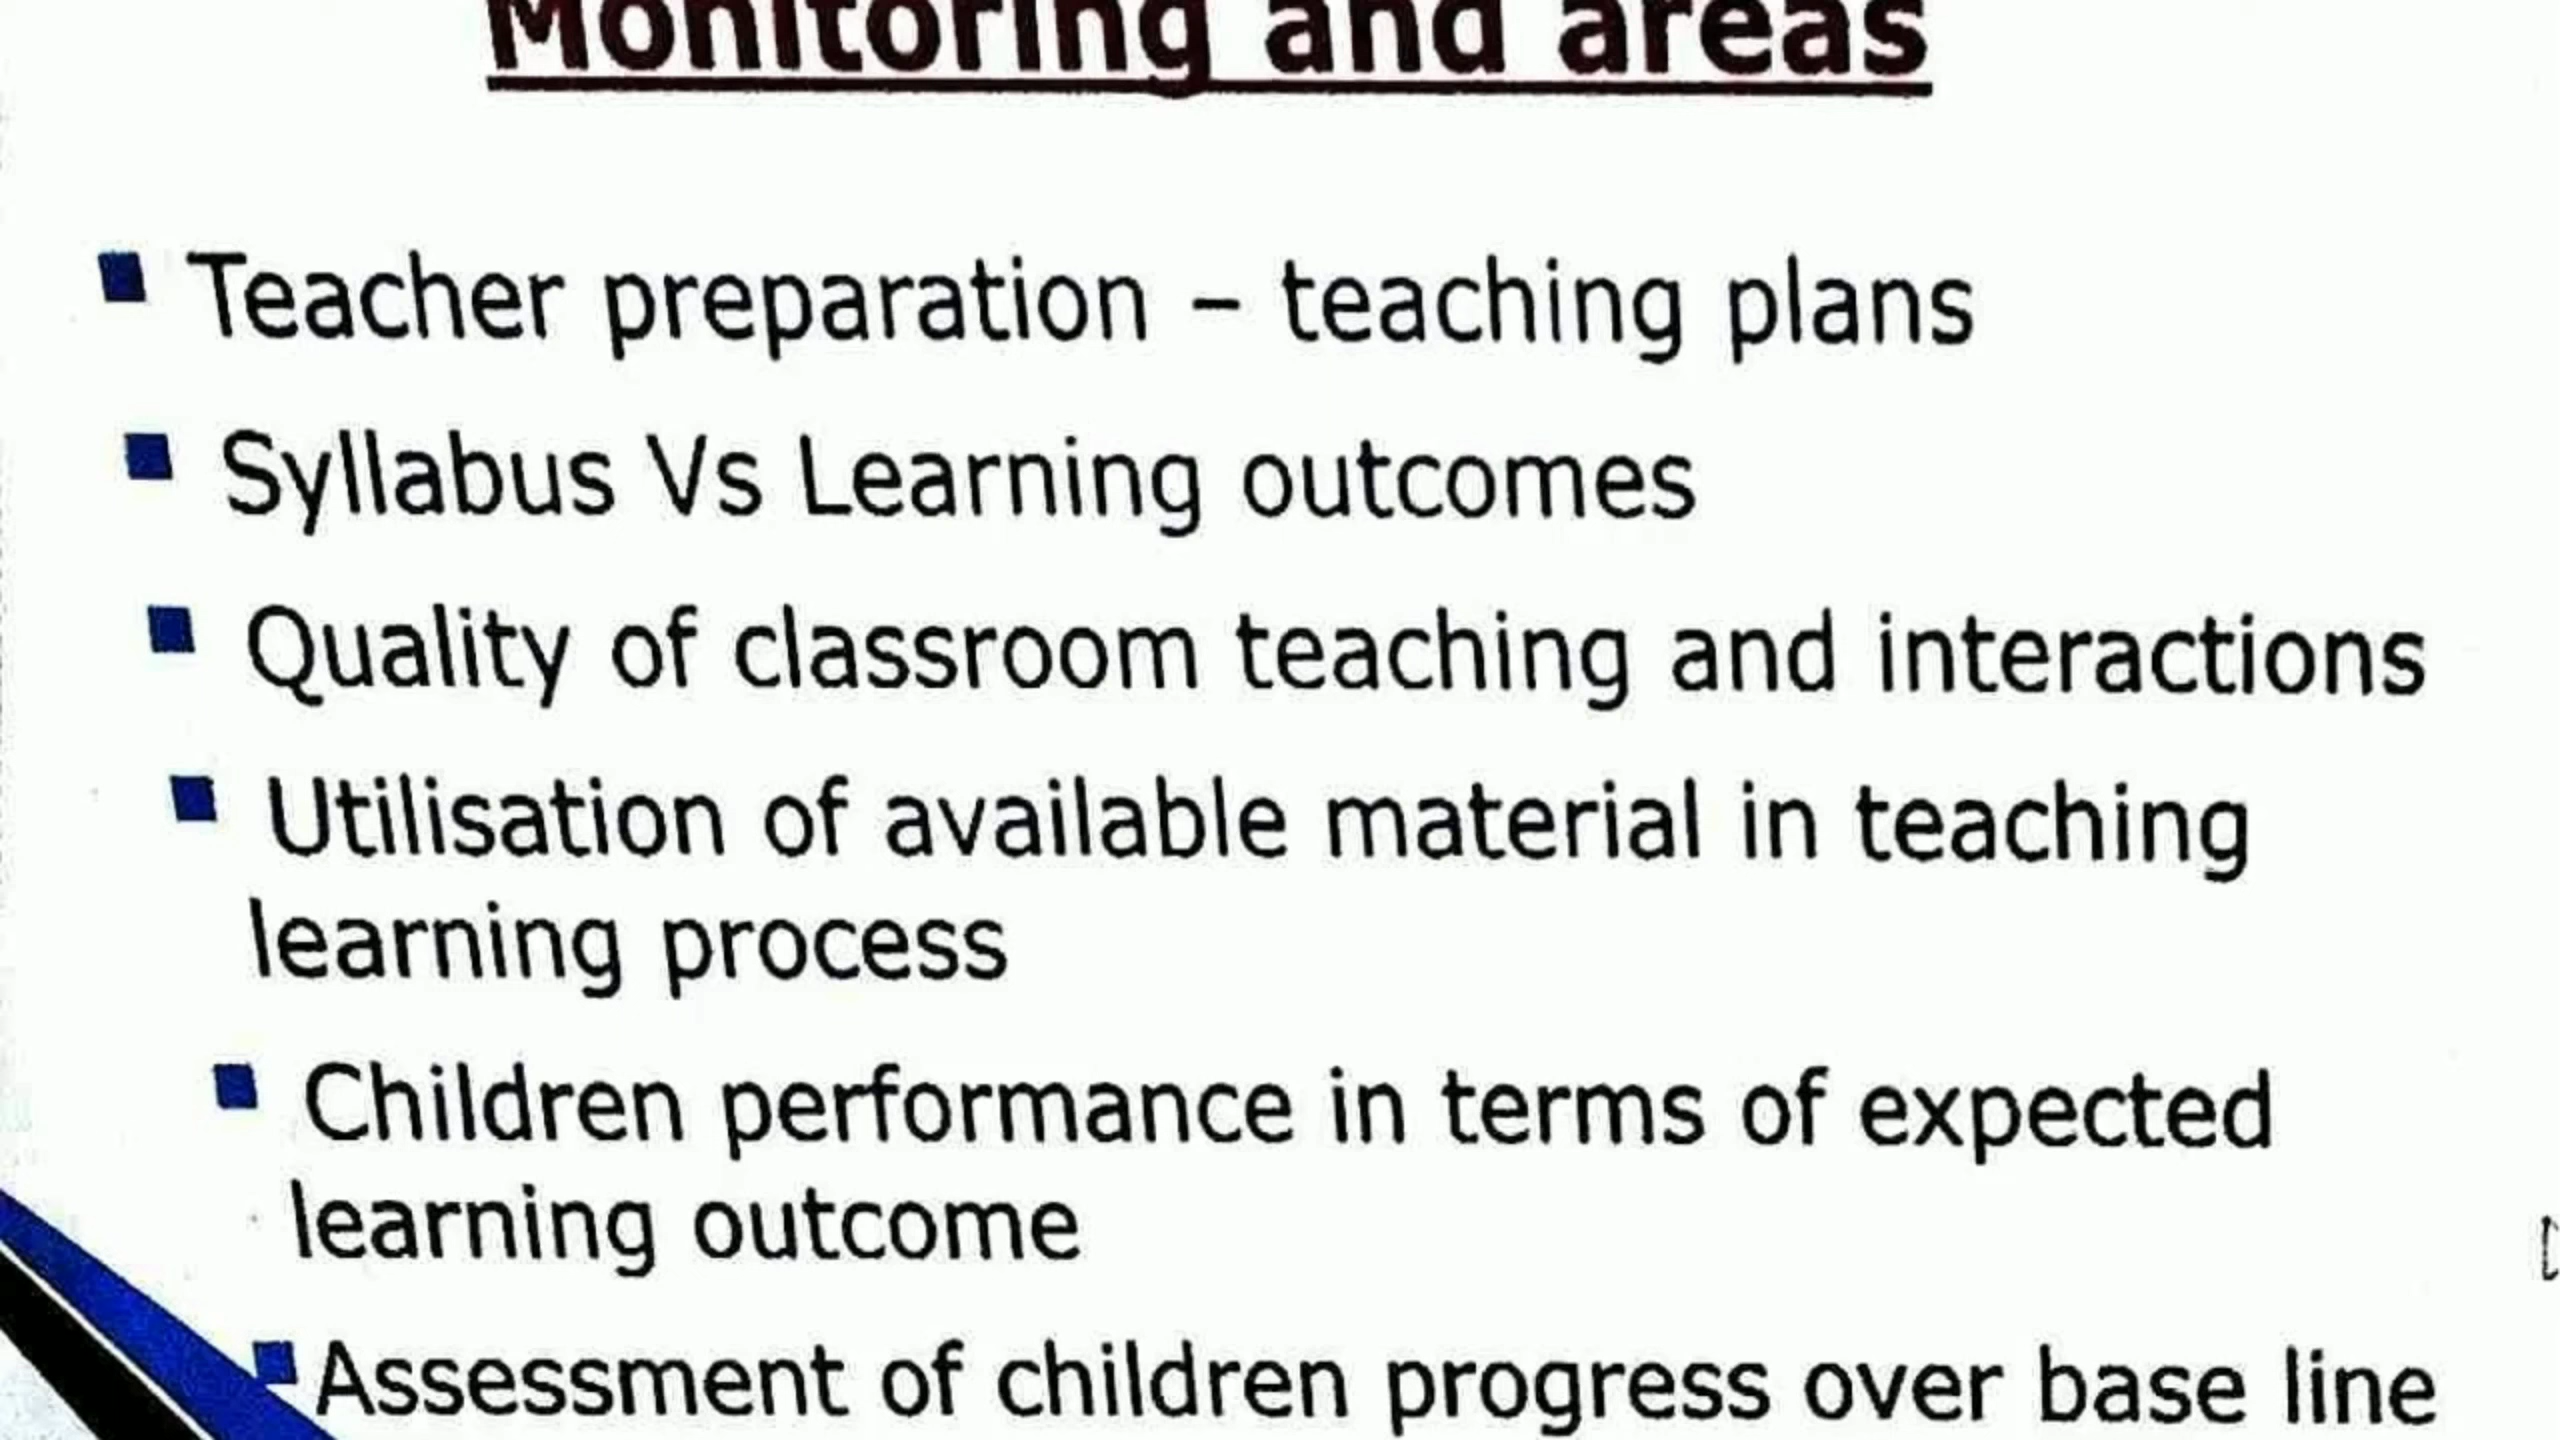 Monitoring and areas
Teacher preparation – teaching plans
Syllabus Vs Learning outcomes
Quality of classroom teaching and interactions
Utilisation of available material in teaching
learning process
Children performance in terms of expected
learning outcome
Assessment of children progress over base line